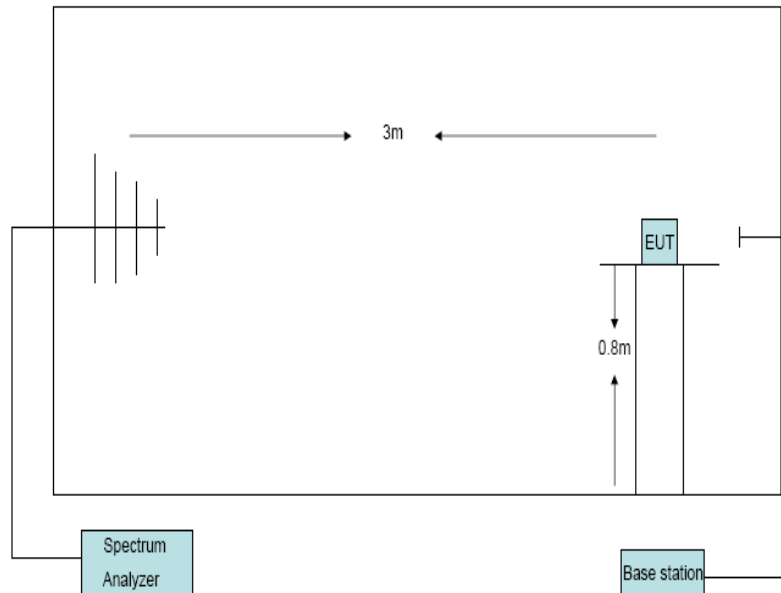 3m
EUT
0.8m
Spectrum
Analyzer
Base station